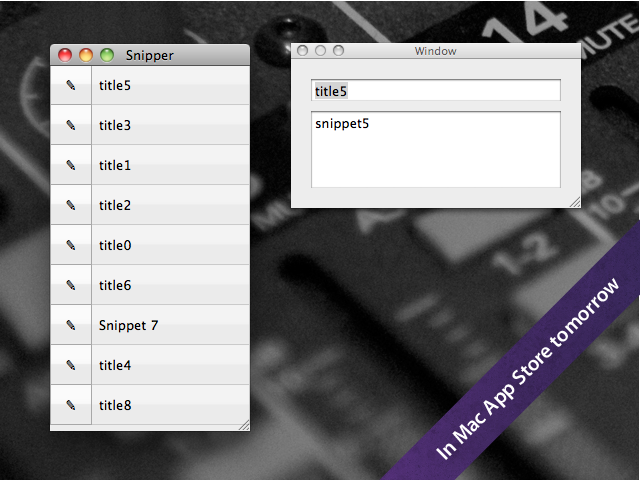 Snipper
title5
title3
title1
title2
title0
title6
Snippet 7
title4
title8
Window
title5
snippet5
14
MUTE
1-2
10
In Mac App Store tomorrow